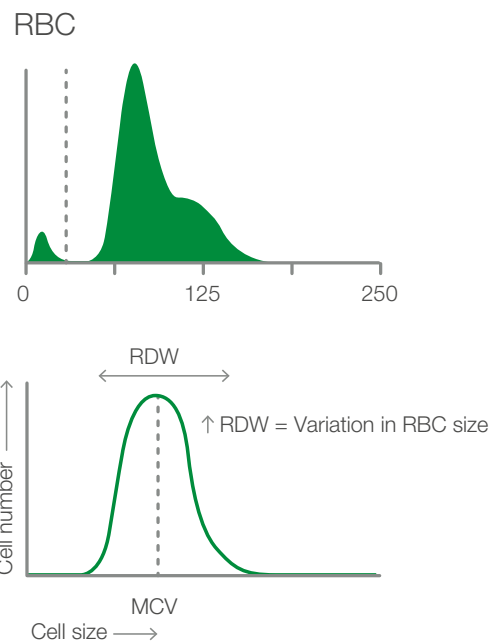 RBC
0 125 250
RDW
↑ RDW = Variation in RBC size
Cell number →
MCV
Cell size →